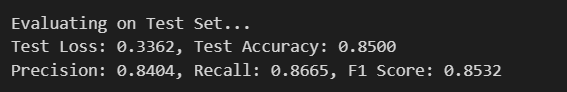 Evaluating on Test Set...
Test Loss: 0.3362, Test Accuracy: 0.8500
Precision: 0.8404, Recall: 0.8665, F1 Score: 0.8532